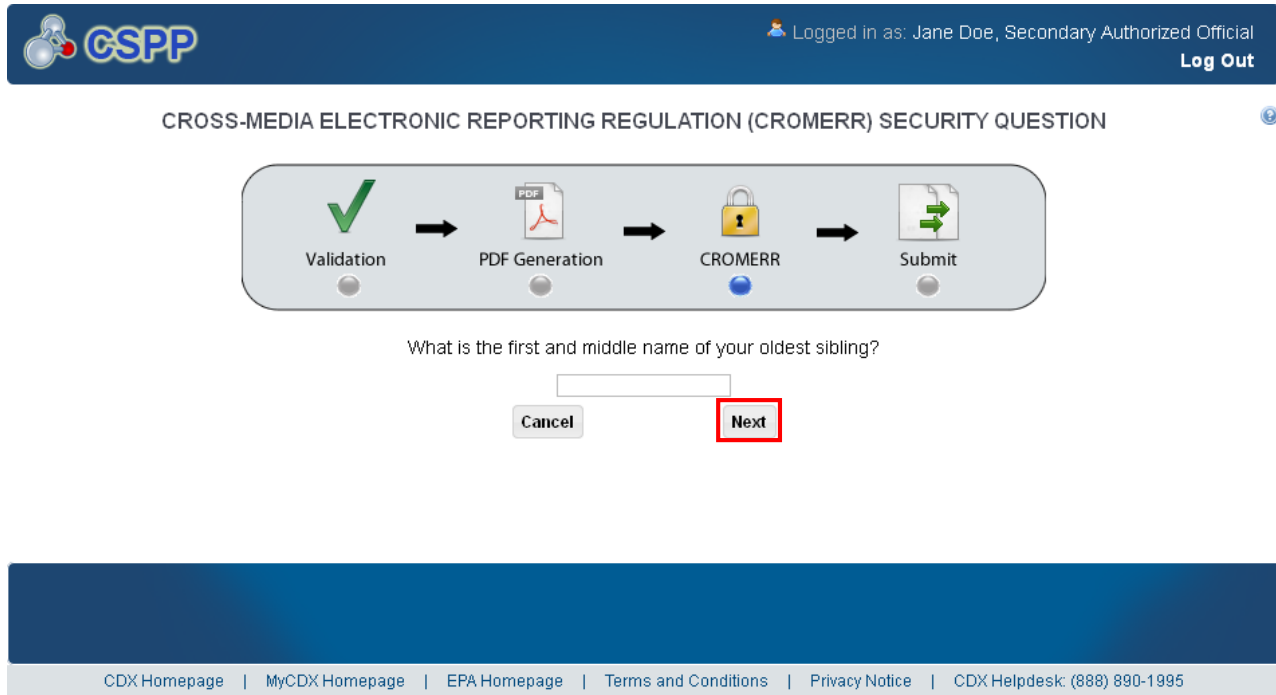 CSPP
Logged in as: Jane Doe, Secondary Authorized Official
Log Out
CROSS-MEDIA ELECTRONIC REPORTING REGULATION (CROMERR) SECURITY QUESTION
?
PDF
Validation
PDF Generation
CROMERR
Submit
What is the first and middle name of your oldest sibling?
Cancel
Next
CDX Homepage | MyCDX Homepage | EPA Homepage | Terms and Conditions | Privacy Notice | CDX Helpdesk: (888) 890-1995